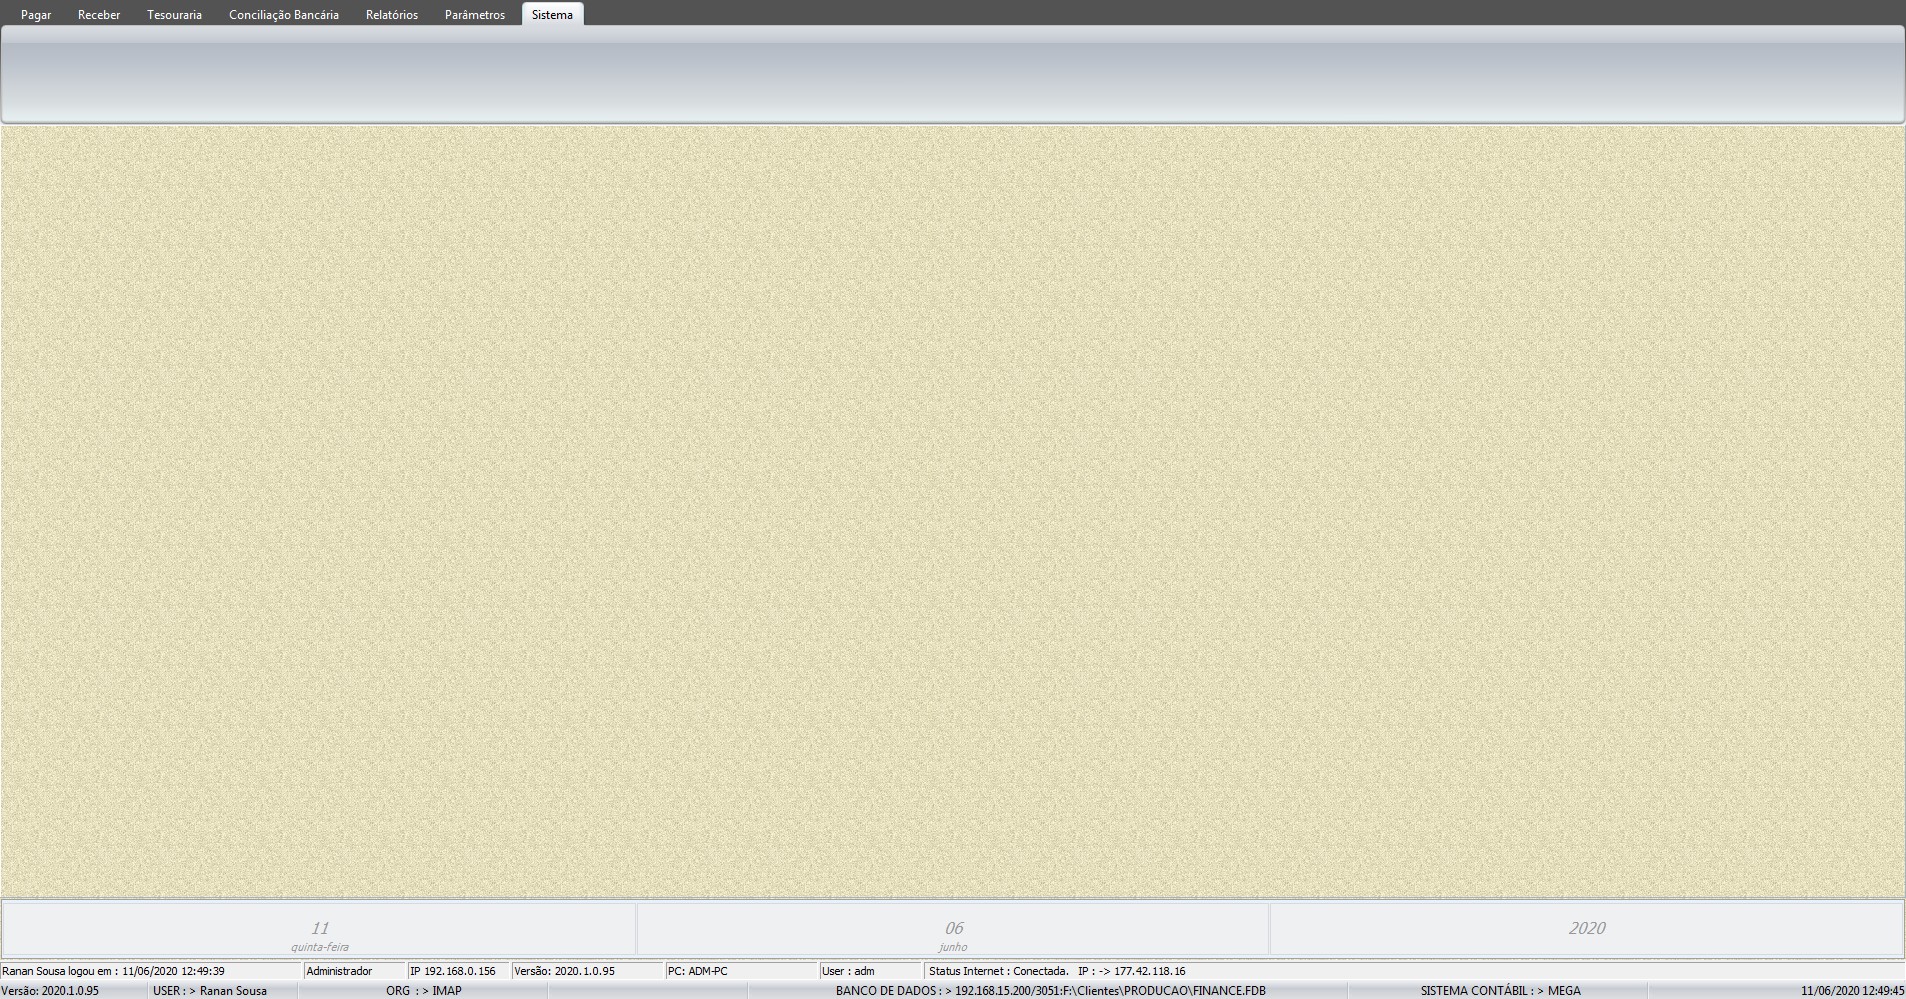 Pagar Receber Tesouraria Conciliação Bancária Relatórios Parâmetros Sistema
11 06 2020
quinta-feira junho
Ranan Sousa logou em : 11/06/2020 12:49:39 Administrador IP 192.168.0.156 Versão: 2020.1.0.95 PC: ADM-PC User : adm Status Internet : Conectada. IP : -> 177.42.118.16
Versão: 2020.1.0.95 USER : > Ranan Sousa ORG : > IMAP BANCO DE DADOS : > 192.168.15.200/3051:F:\Clientes\PRODUCAO\FINANCE.FDB SISTEMA CONTÁBIL : > MEGA 11/06/2020 12:49:45